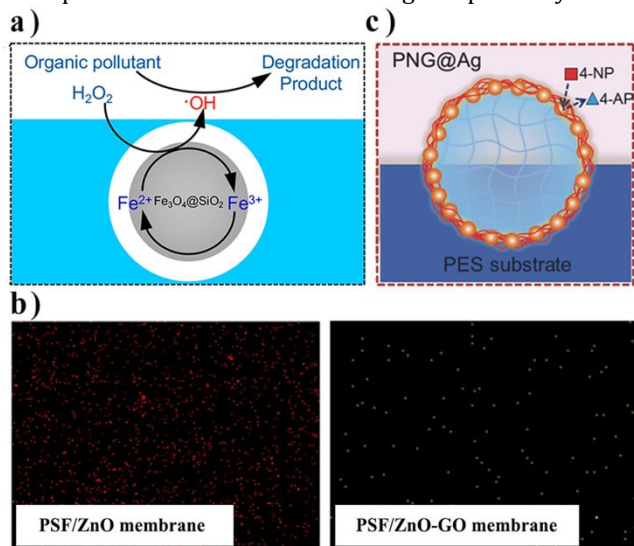 a)
Organic pollutant
Degradation
Product
H₂O₂
·OH
Fe²⁺
Fe₃O₄@SiO₂
Fe³⁺
c)
PNG@Ag
4-NP
4-AP
PES substrate
b)
PSF/ZnO membrane
PSF/ZnO-GO membrane